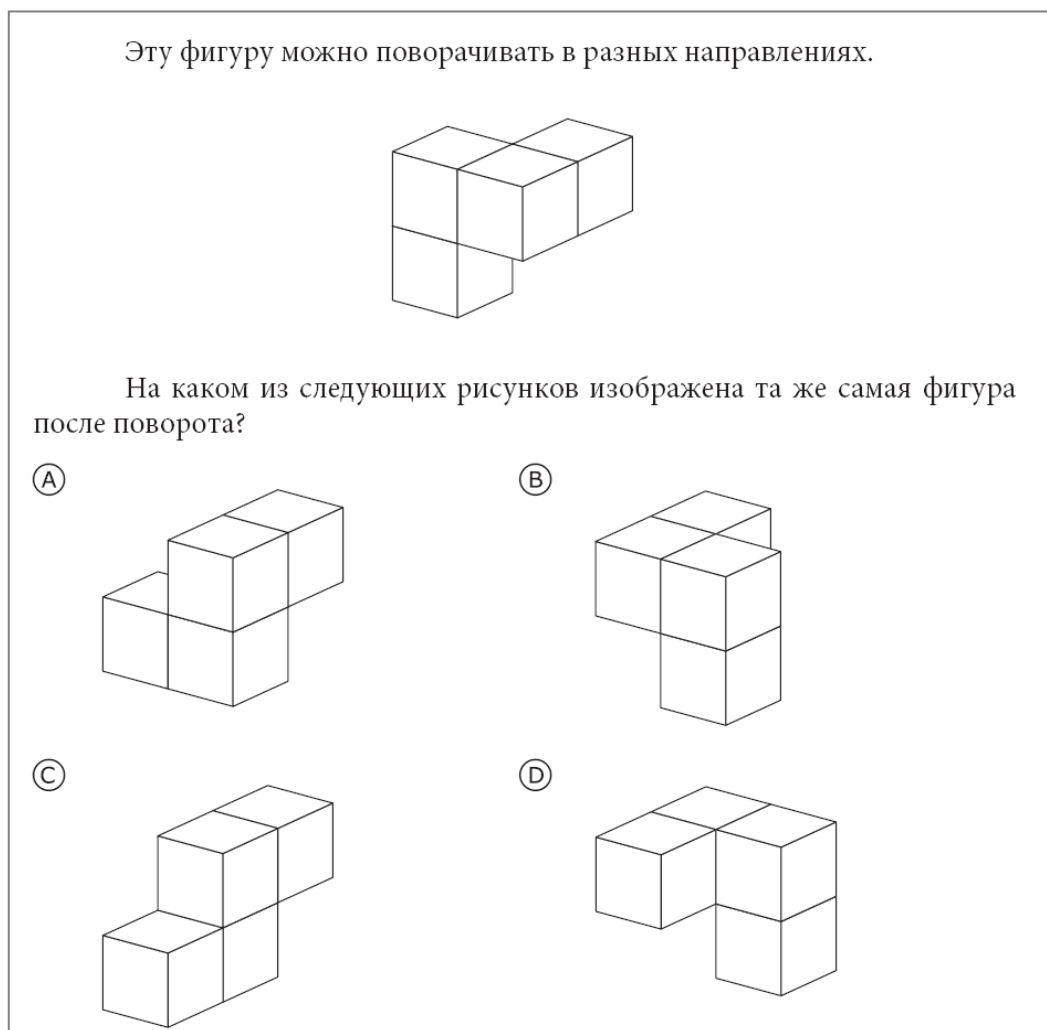 Эту фигуру можно поворачивать в разных направлениях.
На каком из следующих рисунков изображена та же самая фигура
после поворота?
A
B
C
D